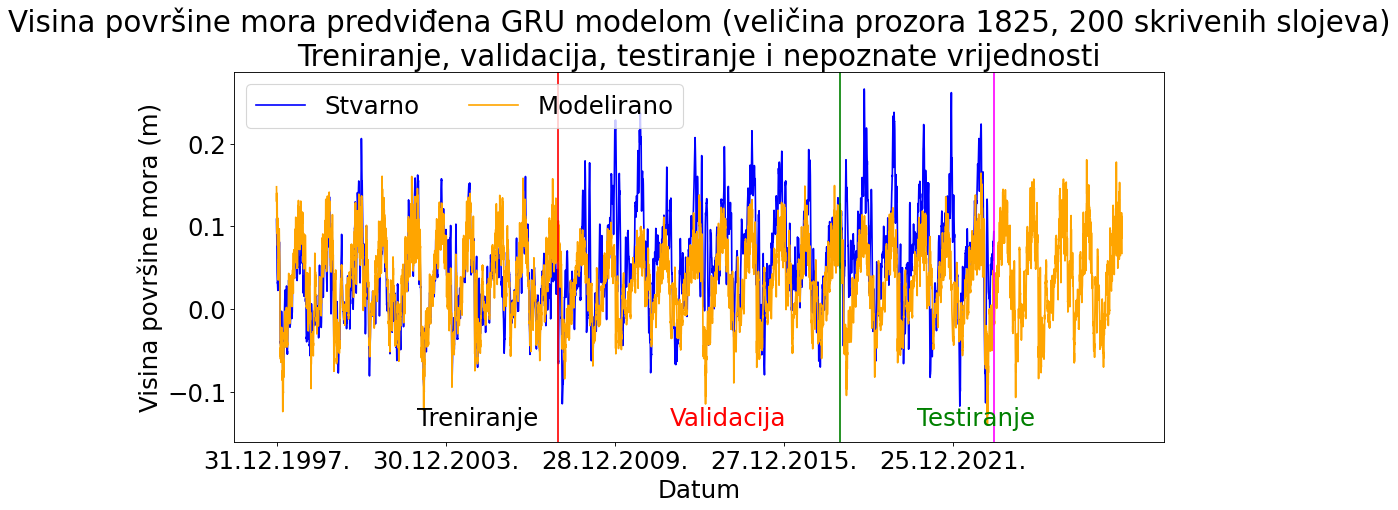 Visina površine mora predviđena GRU modelom (veličina prozora 1825, 200 skrivenih slojeva)
Treniranje, validacija, testiranje i nepoznate vrijednosti
Stvarno Modelirano
Visina površine mora (m)
0.2
0.1
0.0
−0.1
Treniranje Validacija Testiranje
31.12.1997. 30.12.2003. 28.12.2009. 27.12.2015. 25.12.2021.
Datum